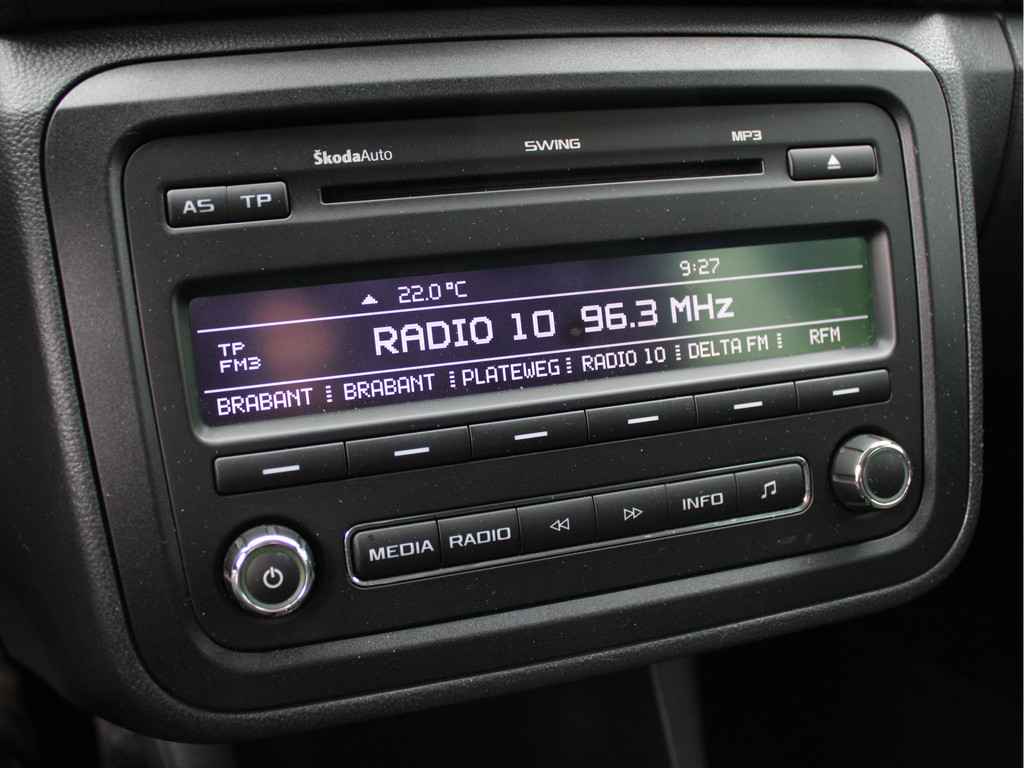 ŠkodaAuto SWING MP3
AS TP
22.0°C 9:27
TP RADIO 10 96.3 MHz
FM3
BRABANT BRABANT PLATEWEG RADIO 10 DELTA FM RFM
MEDIA RADIO INFO